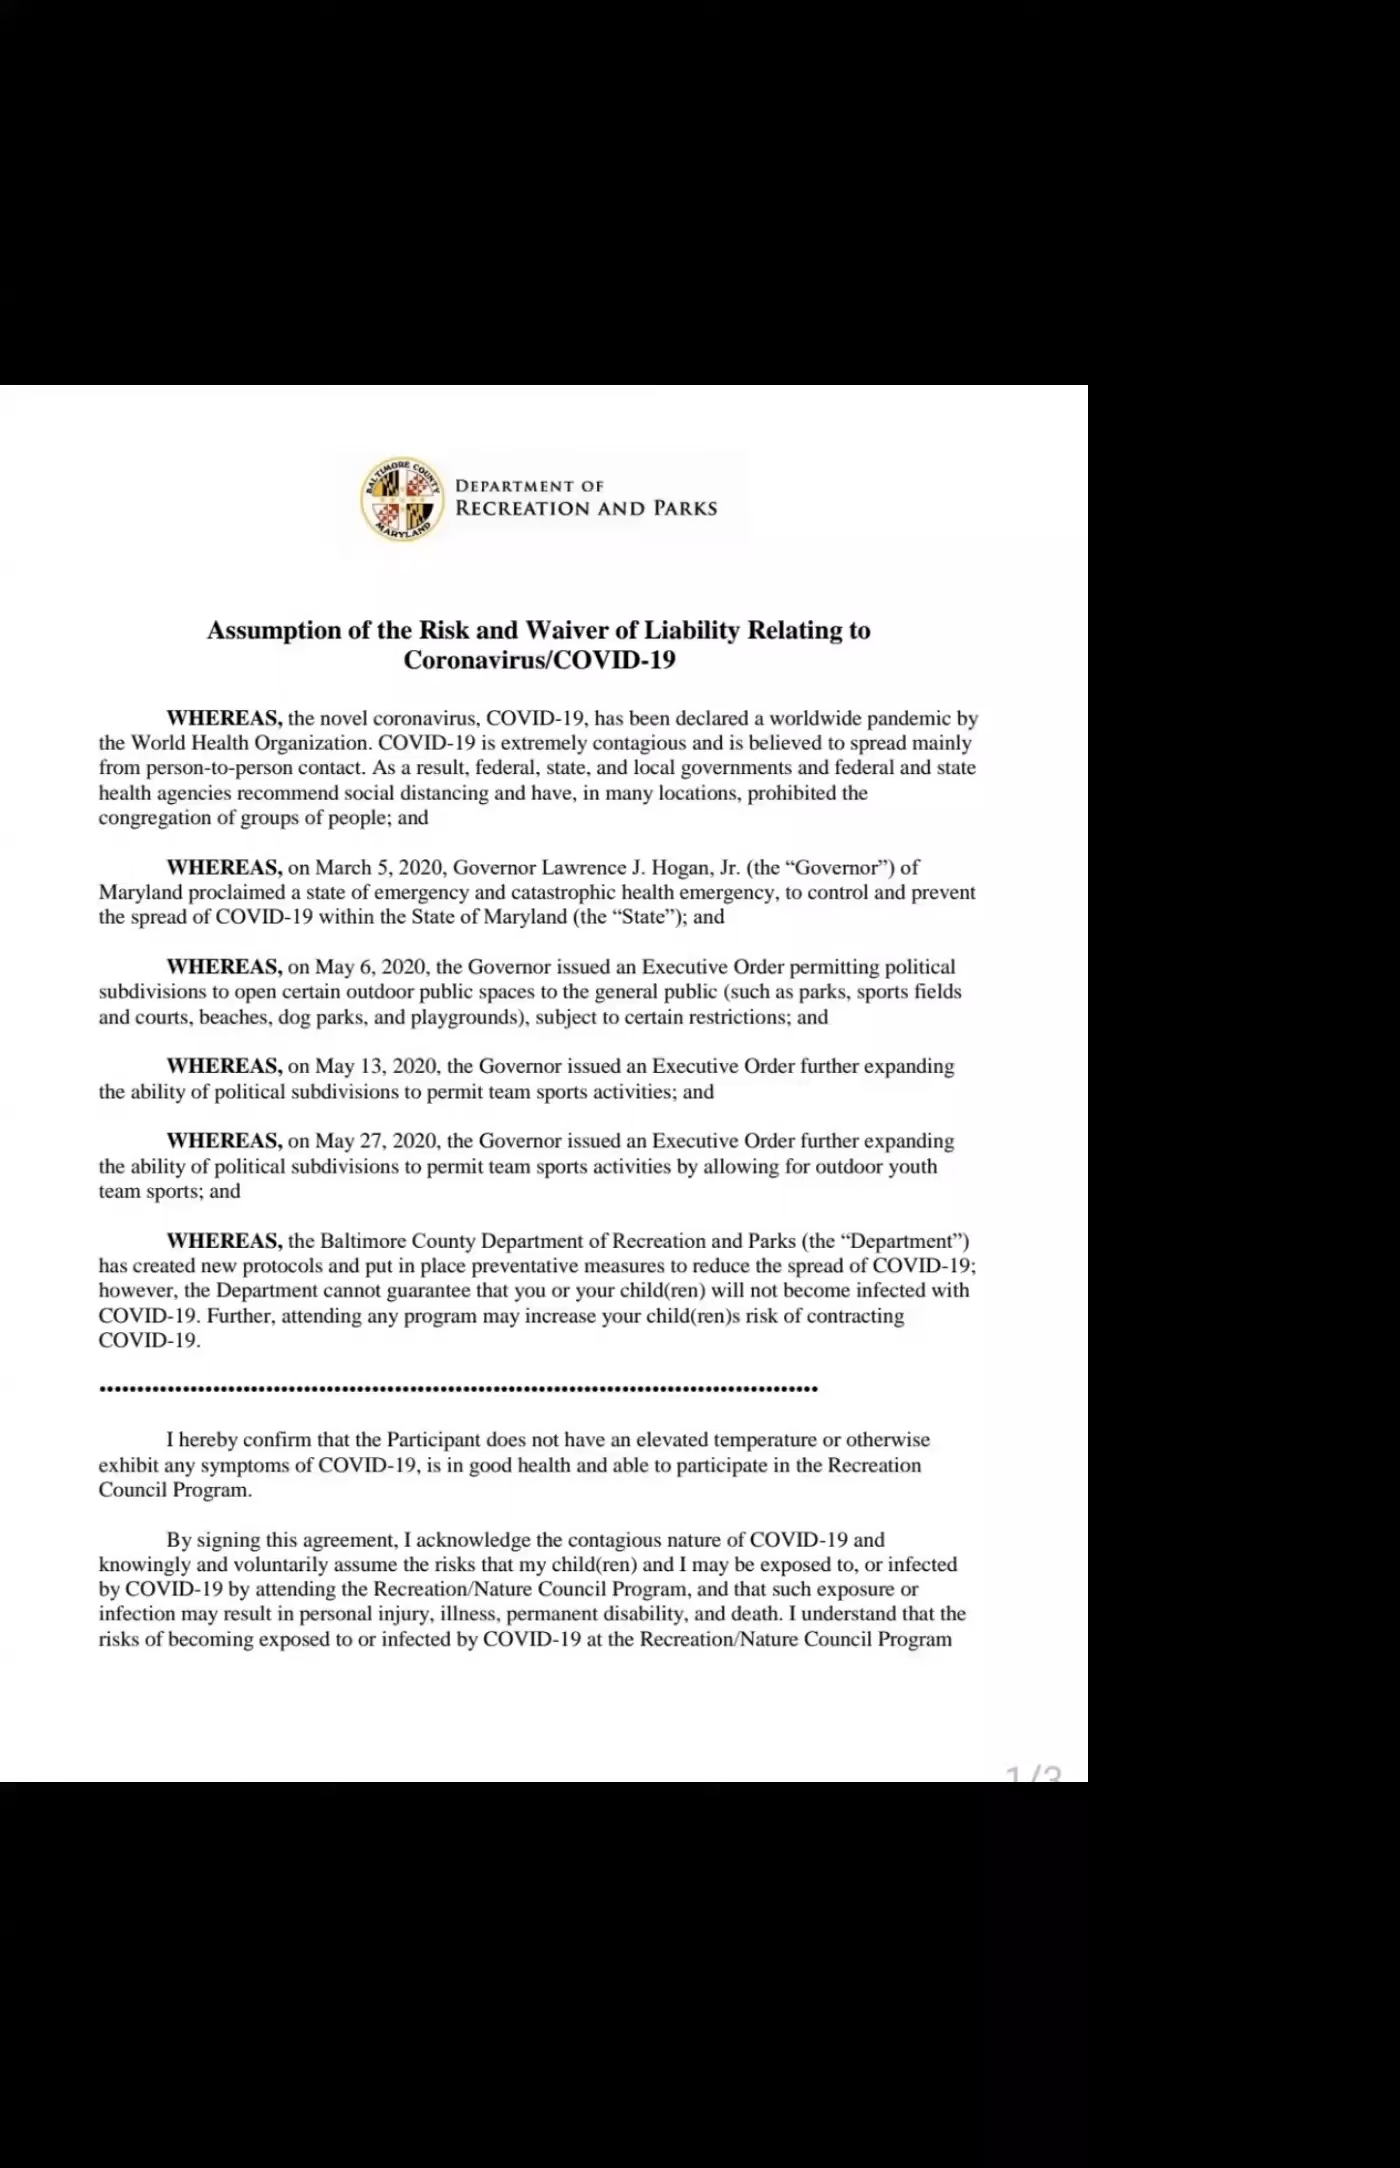 BALTIMORE COUNTY
MARYLAND
DEPARTMENT OF
RECREATION AND PARKS
Assumption of the Risk and Waiver of Liability Relating to
Coronavirus/COVID-19
WHEREAS, the novel coronavirus, COVID-19, has been declared a worldwide pandemic by
the World Health Organization. COVID-19 is extremely contagious and is believed to spread mainly
from person-to-person contact. As a result, federal, state, and local governments and federal and state
health agencies recommend social distancing and have, in many locations, prohibited the
congregation of groups of people; and
WHEREAS, on March 5, 2020, Governor Lawrence J. Hogan, Jr. (the “Governor”) of
Maryland proclaimed a state of emergency and catastrophic health emergency, to control and prevent
the spread of COVID-19 within the State of Maryland (the “State”); and
WHEREAS, on May 6, 2020, the Governor issued an Executive Order permitting political
subdivisions to open certain outdoor public spaces to the general public (such as parks, sports fields
and courts, beaches, dog parks, and playgrounds), subject to certain restrictions; and
WHEREAS, on May 13, 2020, the Governor issued an Executive Order further expanding
the ability of political subdivisions to permit team sports activities; and
WHEREAS, on May 27, 2020, the Governor issued an Executive Order further expanding
the ability of political subdivisions to permit team sports activities by allowing for outdoor youth
team sports; and
WHEREAS, the Baltimore County Department of Recreation and Parks (the “Department”)
has created new protocols and put in place preventative measures to reduce the spread of COVID-19;
however, the Department cannot guarantee that you or your child(ren) will not become infected with
COVID-19. Further, attending any program may increase your child(ren)s risk of contracting
COVID-19.
I hereby confirm that the Participant does not have an elevated temperature or otherwise
exhibit any symptoms of COVID-19, is in good health and able to participate in the Recreation
Council Program.
By signing this agreement, I acknowledge the contagious nature of COVID-19 and
knowingly and voluntarily assume the risks that my child(ren) and I may be exposed to, or infected
by COVID-19 by attending the Recreation/Nature Council Program, and that such exposure or
infection may result in personal injury, illness, permanent disability, and death. I understand that the
risks of becoming exposed to or infected by COVID-19 at the Recreation/Nature Council Program
1/3